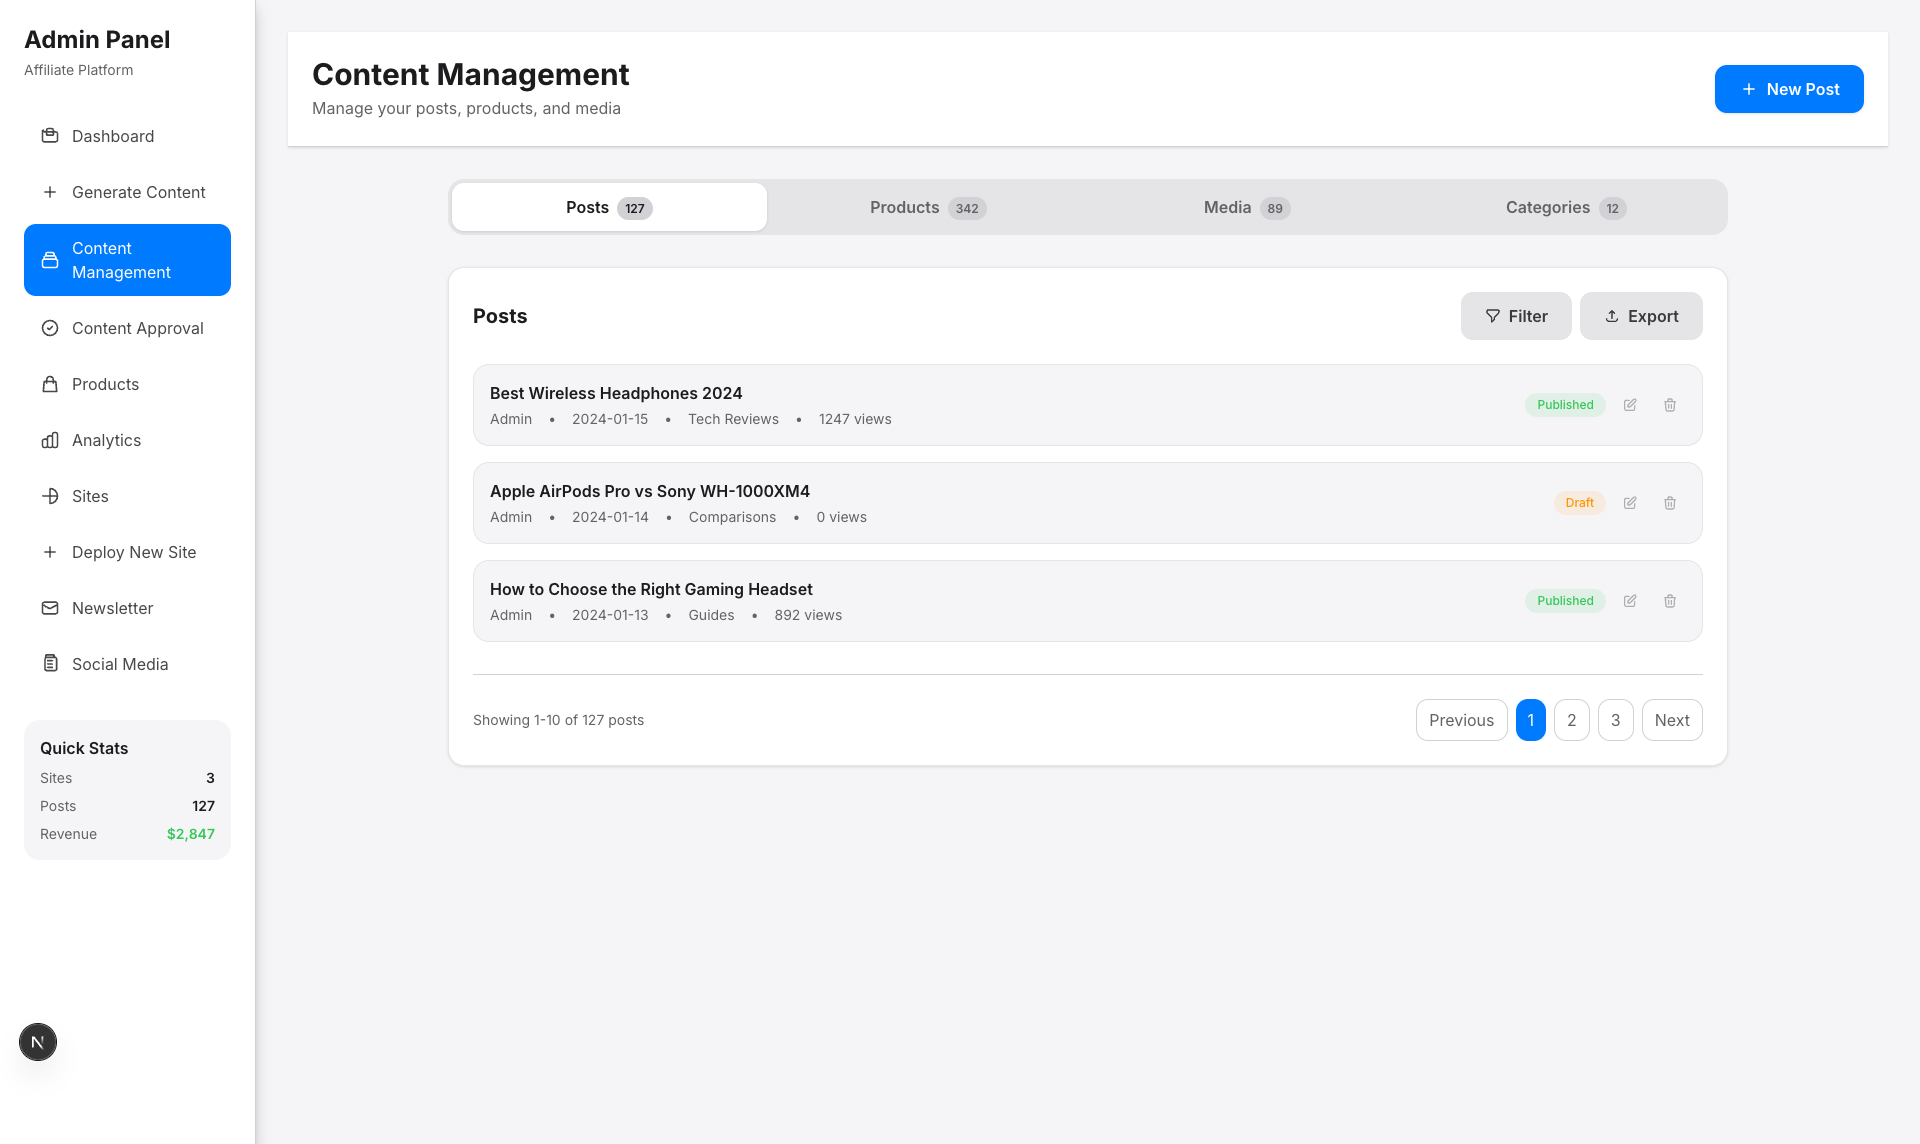 Admin Panel
Affiliate Platform
Dashboard
Generate Content
Content
Management
Content Approval
Products
Analytics
Sites
Deploy New Site
Newsletter
Social Media
Quick Stats
Sites 3
Posts 127
Revenue $2,847
N
Content Management
Manage your posts, products, and media
+ New Post
Posts 127 Products 342 Media 89 Categories 12
Posts
Filter Export
Best Wireless Headphones 2024
Admin • 2024-01-15 • Tech Reviews • 1247 views
Published
Apple AirPods Pro vs Sony WH-1000XM4
Admin • 2024-01-14 • Comparisons • 0 views
Draft
How to Choose the Right Gaming Headset
Admin • 2024-01-13 • Guides • 892 views
Published
Showing 1-10 of 127 posts
Previous 1 2 3 Next